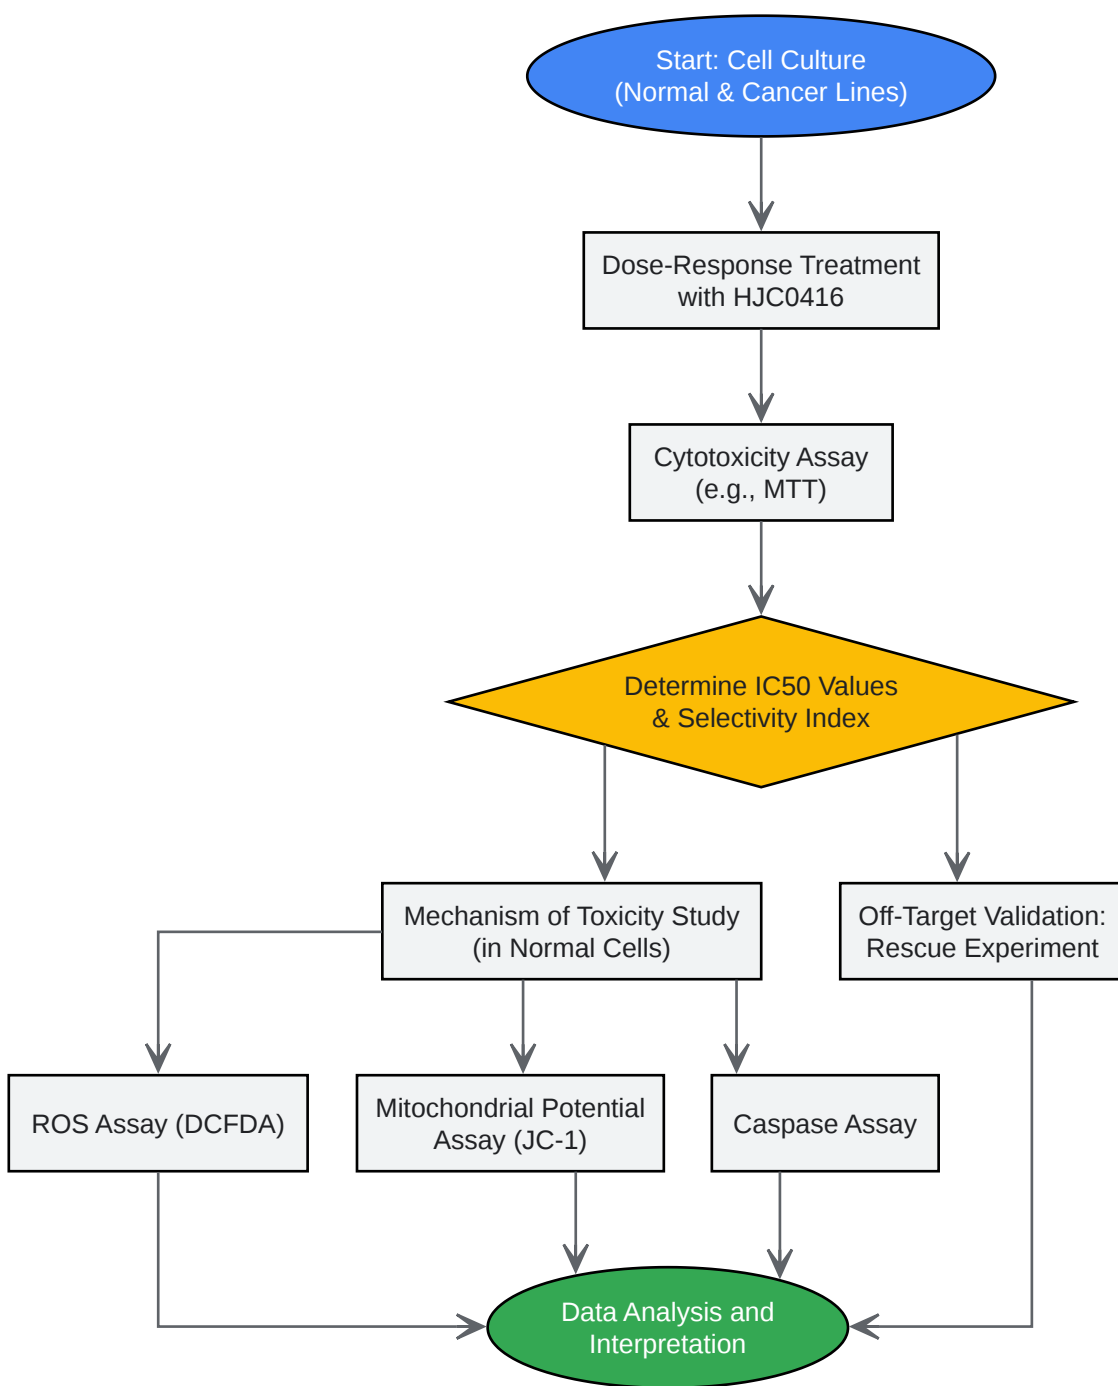 Start: Cell Culture
(Normal & Cancer Lines)
Dose-Response Treatment
with HJC0416
Cytotoxicity Assay
(e.g., MTT)
Determine IC50 Values
& Selectivity Index
Mechanism of Toxicity Study
(in Normal Cells)
Off-Target Validation:
Rescue Experiment
ROS Assay (DCFDA)
Mitochondrial Potential
Assay (JC-1)
Caspase Assay
Data Analysis and
Interpretation